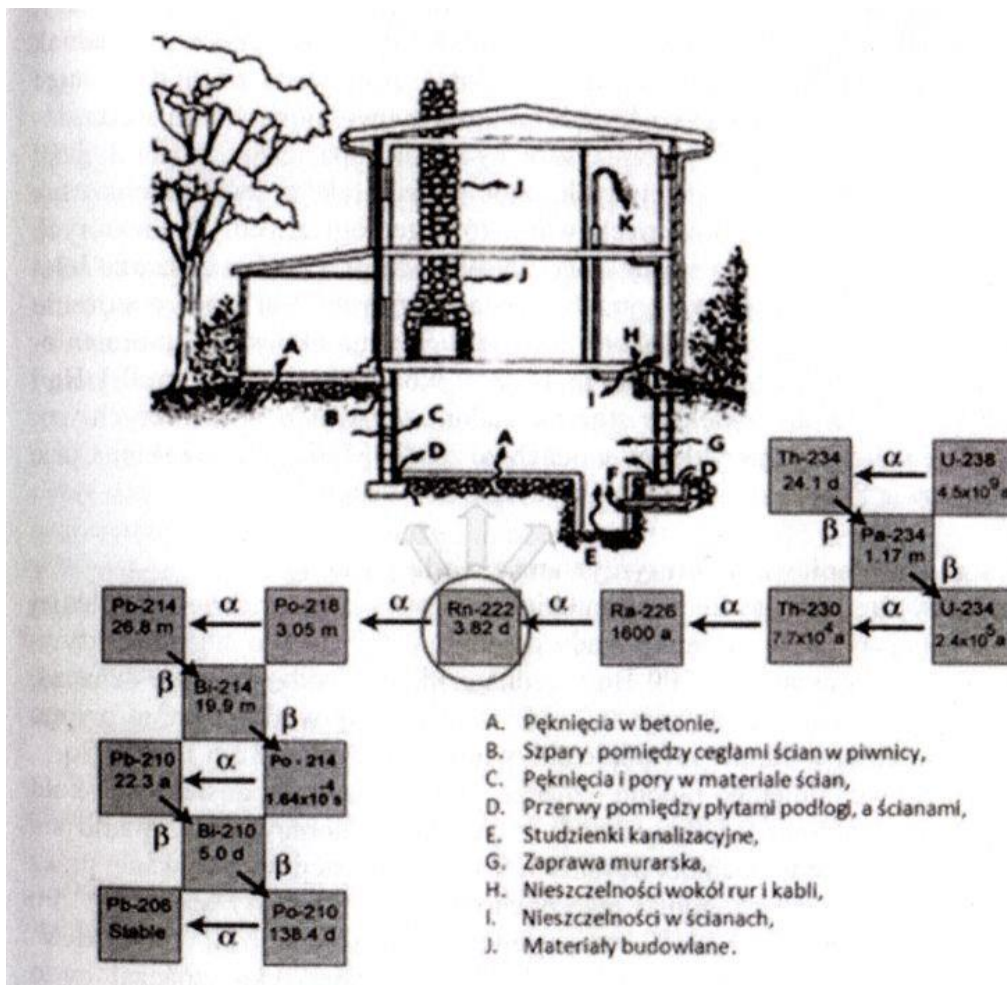 J
K
J
A
H
B
C
I
A
G
D
D
F
E
Th-234
24.1 d
α
U-238
4.5x10⁹a
β
Pa-234
1.17 m
β
Pb-214
26.8 m
α
Po-218
3.05 m
α
Rn-222
3.82 d
α
Ra-226
1600 a.
α
Th-230
7.7x10⁴a
α
U-234
2.4x10⁵a
β
Bi-214
19.9 m
β
Pb-210
22.3 a
α
Po - 214
1.64x10⁻⁴s
β
Bi-210
5.0 d
β
Pb-206
Stable
α
Po-210
138.4 d
A. Pęknięcia w betonie,
B. Szpary pomiędzy cegłami ścian w piwnicy,
C. Pęknięcia i pory w materiale ścian,
D. Przerwy pomiędzy płytami podłogi, a ścianami,
E. Studzienki kanalizacyjne,
G. Zaprawa murarska,
H. Nieszczelności wokół rur i kabli,
I. Nieszczelności w ścianach,
J. Materiały budowlane.